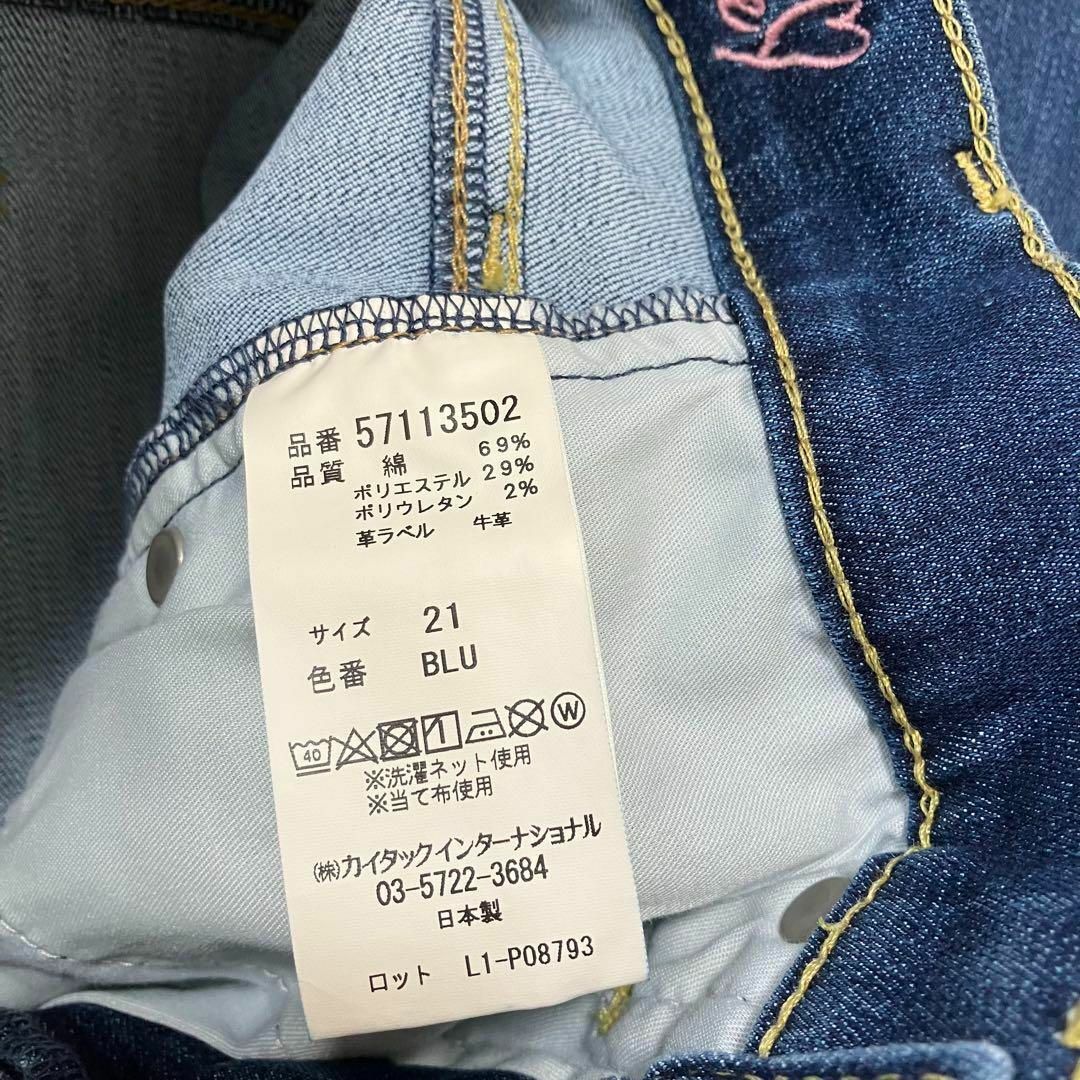 品番 57113502
品質 綿 69%
ポリエステル 29%
ポリウレタン 2%
革ラベル 牛革
サイズ 21
色番 BLU
40 W
※洗濯ネット使用
※当て布使用
(株)カイタックインターナショナル
03-5722-3684
日本製
ロット L1-P08793